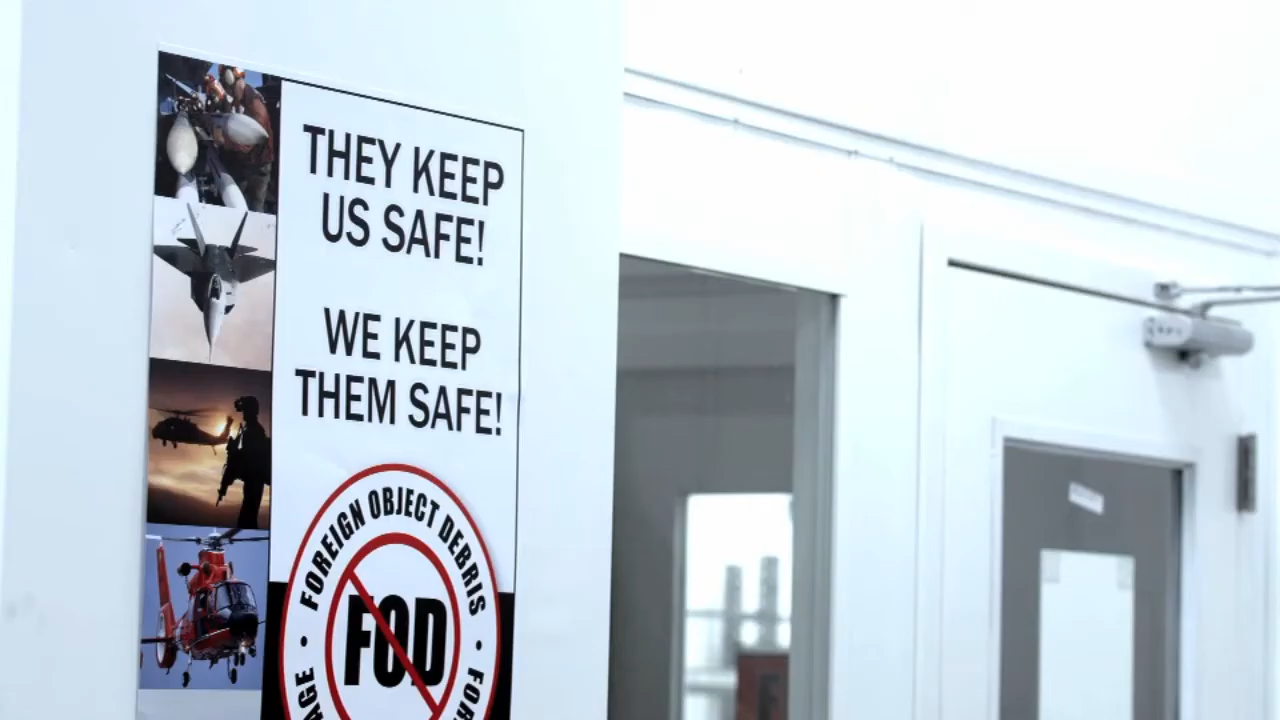 THEY KEEP
US SAFE!
WE KEEP
THEM SAFE!
FOREIGN OBJECT DEBRIS
FOD